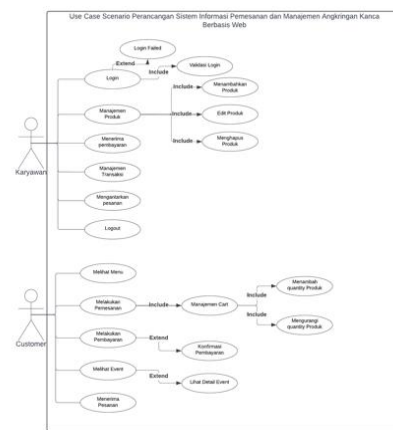 Use Case Scenario Perancangan Sistem Informasi Pemesanan dan Manajemen Angkringan Kanca
Berbasis Web
Login Failed
Extend
Login
Include
Validasi Login
Manajemen
Produk
Include
Menambahkan
Produk
Include
Edit Produk
Include
Menghapus
Produk
Karyawan
Menerima
pembayaran
Manajemen
Transaksi
Mengantarkan
pesanan
Logout
Customer
Melihat Menu
Melakukan
Pemesanan
Include
Manajemen Cart
Include
Menambah
quantity Produk
Include
Mengurangi
quantity Produk
Melakukan
Pembayaran
Extend
Konfirmasi
Pembayaran
Melihat Event
Extend
Lihat Detail Event
Menerima
Pesanan